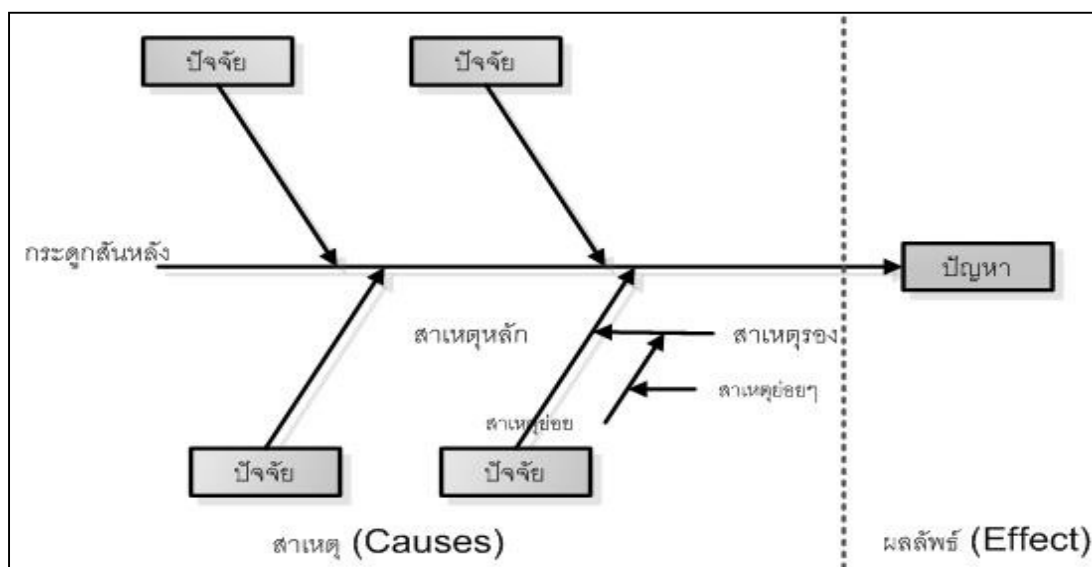 ปัจจัย
ปัจจัย
กระดูกสันหลัง
ปัญหา
สาเหตุหลัก
สาเหตุรอง
สาเหตุย่อยๆ
สาเหตุย่อย
ปัจจัย
ปัจจัย
สาเหตุ (Causes)
ผลลัพธ์ (Effect)